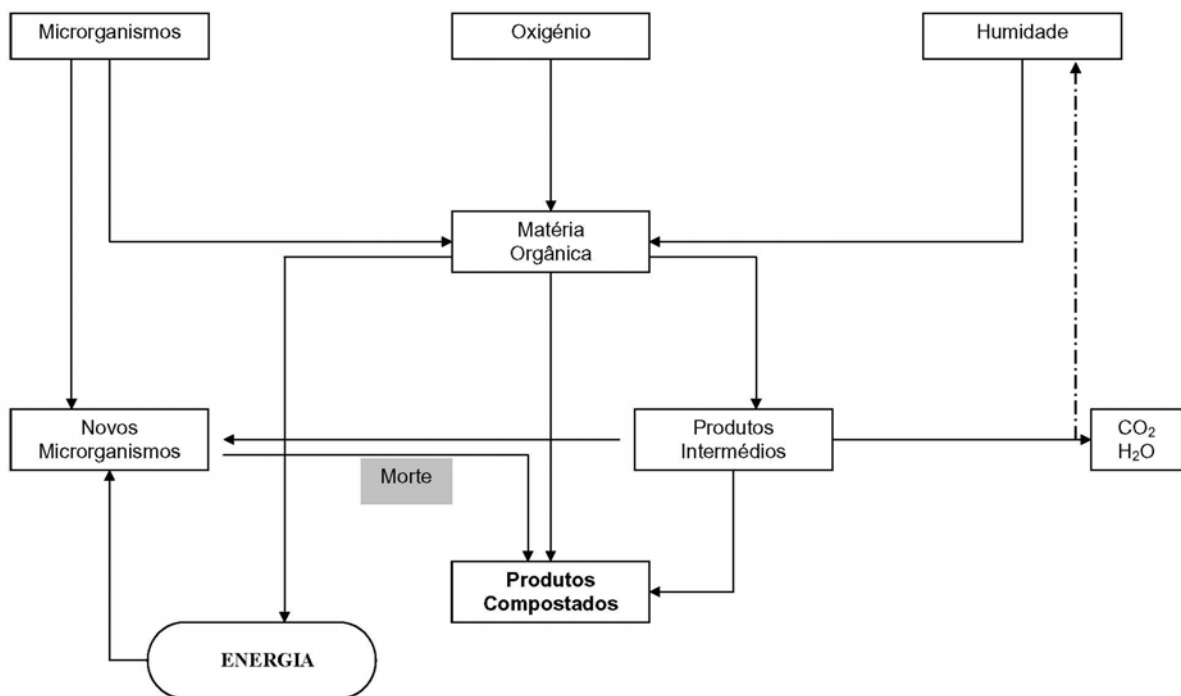 Microrganismos
Oxigénio
Humidade
Matéria
Orgânica
Novos
Microrganismos
Produtos
Intermédios
CO₂
H₂O
Morte
Produtos
Compostados
ENERGIA